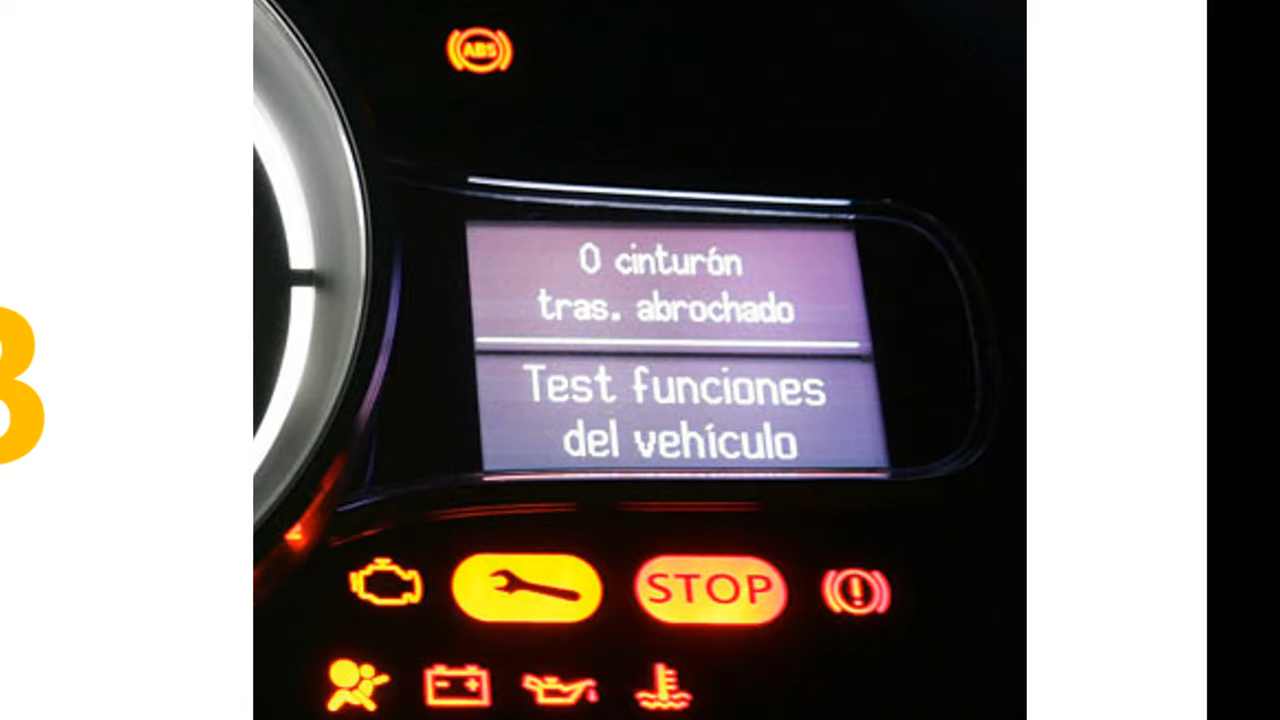 ABS
0 cinturón
tras. abrochado
Test funciones
del vehículo
STOP